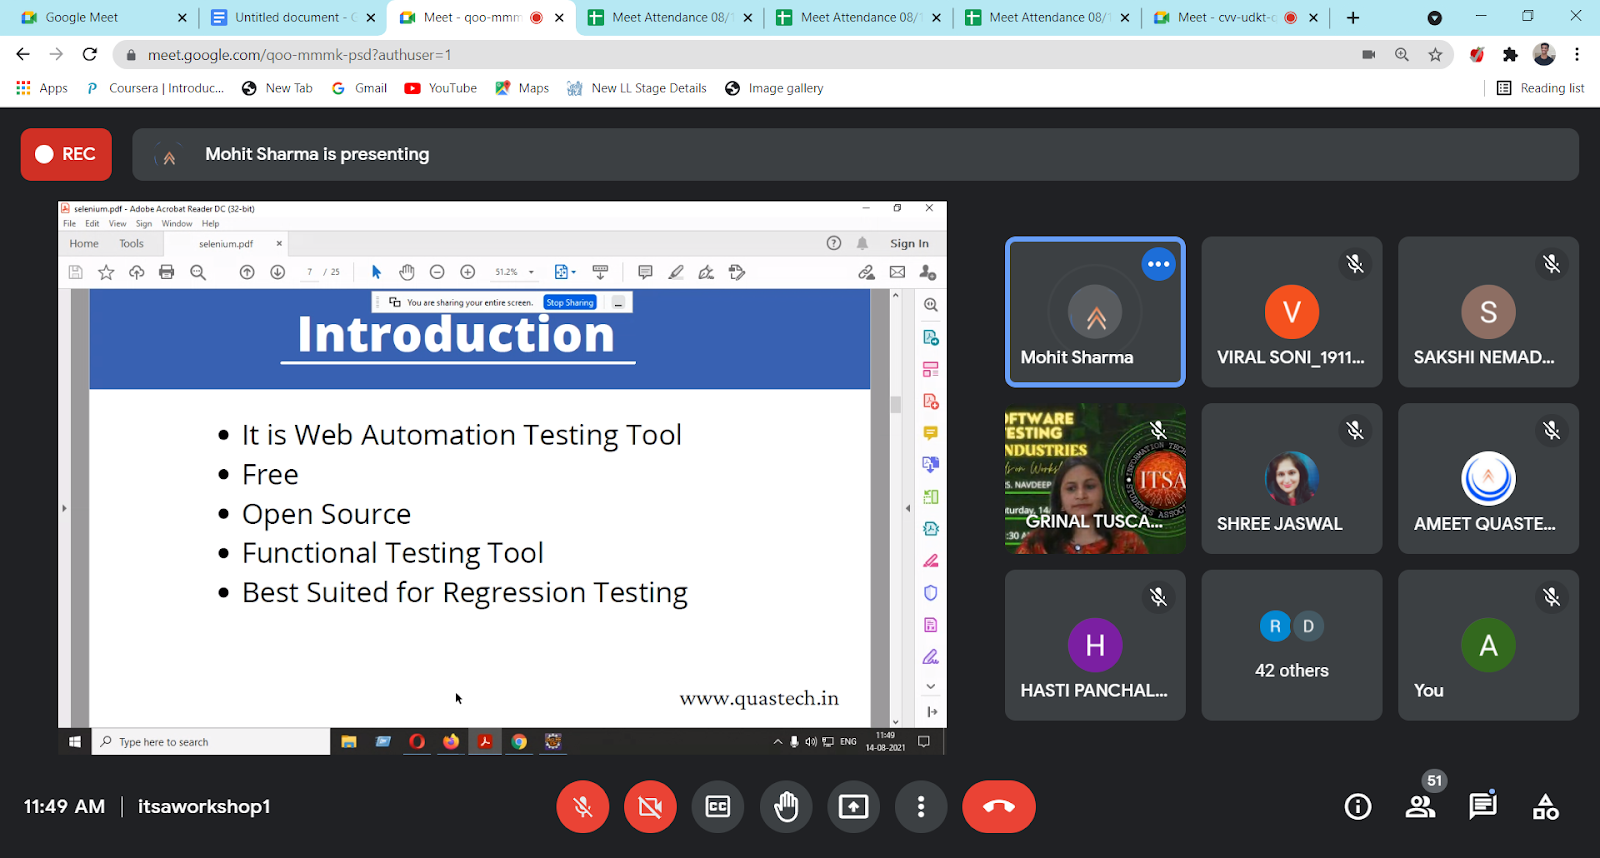 Google Meet
Untitled document - G
Meet - qoo-mmm
Meet Attendance 08/1
Meet Attendance 08/1
Meet Attendance 08/1
Meet - cvv-udkt-c
meet.google.com/qoo-mmmk-psd?authuser=1
Apps
Coursera | Introduc...
New Tab
Gmail
YouTube
Maps
New LL Stage Details
Image gallery
Reading list
REC
Mohit Sharma is presenting
selenium.pdf - Adobe Acrobat Reader DC (32-bit)
File Edit View Sign Window Help
Home Tools selenium.pdf
Sign In
7 / 25
51.2%
You are sharing your entire screen. Stop Sharing
Introduction
• It is Web Automation Testing Tool
• Free
• Open Source
• Functional Testing Tool
• Best Suited for Regression Testing
www.quastech.in
Type here to search
ENG
11:49
14-08-2021
Mohit Sharma
V
VIRAL SONI_1911...
S
SAKSHI NEMAD...
OFTWARE
ESTING
NDUSTRIES
S. NAVDEEP
turday, 14
:30 A
ITSA
GRINAL TUSCA...
SHREE JASWAL
AMEET QUASTE...
H
HASTI PANCHAL...
R D
42 others
A
You
11:49 AM | itsaworkshop1
CC
51